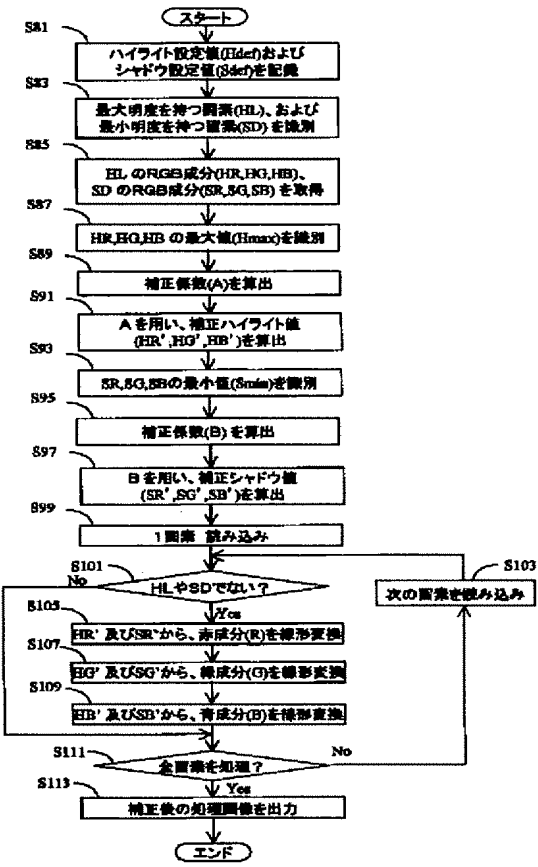 スタート
S81
ハイライト設定値(Hdef)および
シャドウ設定値(Sdef)を記録
S83
最大明度を持つ画素(HL)、および
最小明度を持つ画素(SD)を識別
S85
HLのRGB成分(HR,HG,HB)、
SDのRGB成分(SR,SG,SB)を取得
S87
HR,HG,HBの最大値(Hmax)を識別
S89
補正係数(A)を算出
S91
Aを用い、補正ハイライト値
(HR',HG',HB')を算出
S93
SR,SG,SBの最小値(Smin)を識別
S95
補正係数(B)を算出
S97
Bを用い、補正シャドウ値
(SR',SG',SB')を算出
S99
1画素 読み込み
S101
No
HLやSDでない?
S103
次の画素を読み込み
Yes
S105
HR'及びSR'から、赤成分(R)を線形変換
S107
HG'及びSG'から、緑成分(G)を線形変換
S109
HB'及びSB'から、青成分(B)を線形変換
S111
全画素を処理?
No
Yes
S113
補正後の処理画像を出力
エンド